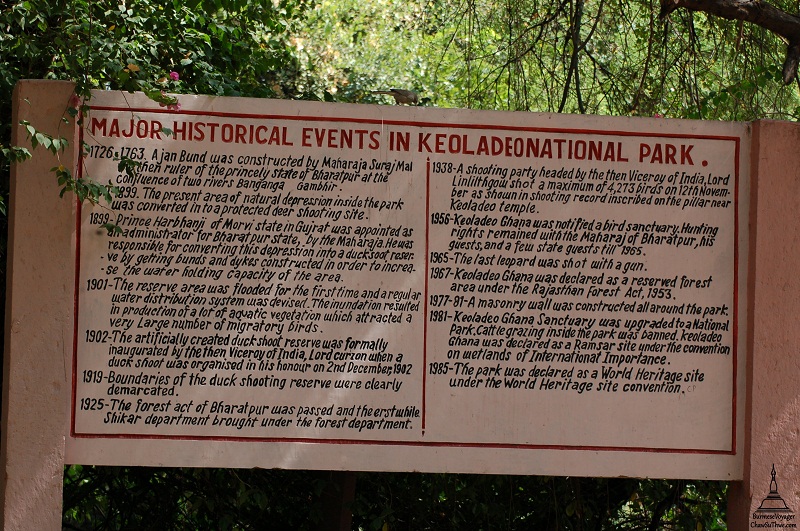 MAJOR HISTORICAL EVENTS IN KEOLADEONATIONAL PARK.
1726-1763. Ajan Bund was constructed by Maharaja Suraj Mal
then ruler of the princely state of Bharatpur at the
confluence of two rivers Banganga Gambhir.
1899. The present area of natural depression inside the park
was converted in to a protected deer shooting site.
1899-Prince Harbhanji of Morvi state in Gujrat was appointed as
an administrator for Bharatpur state, by the Maharaja. He was
responsible for converting this depression into a duckshoot reser-
-ve by getting bunds and dykes constructed in order to increa-
-se the water holding capacity of the area.
1901-The reserve area was flooded for the first time and a regular
water distribution system was devised. The inundation resulted
in production of a lot of aquatic vegetation which attracted a
very Large number of migratory birds.
1902-The artificially created duck shoot reserve was formally
inaugurated by the then Viceroy of India, Lord curzon when a
duck shoot was organised in his honour on 2nd December, 1902
1919-Boundaries of the duck shooting reserve were clearly
demarcated.
1925-The forest act of Bharatpur was passed and the erstwhile
Shikar department brought under the forest department.
1938-A shooting party headed by the then Viceroy of India, Lord
Linlithgow shot a maximum of 4,273 birds on 12th Novem-
ber as shown in shooting record inscribed on the pillar near
Keoladeo temple.
1956-Keoladeo Ghana was notified a bird sanctuary. Hunting
rights remained with the Maharaj of Bharatpur, his
guests, and a few state guests till 1965.
1965-The last leopard was shot with a gun.
1967-Keoladeo Ghana was declared as a reserved forest
area under the Rajasthan Forest Act, 1953.
1977-81-A masonry wall was constructed all around the park.
1981-Keoladeo Ghana Sanctuary was upgraded to a National
Park. Cattle grazing inside the park was banned. Keoladeo
Ghana was declared as a Ramsar site under the convention
on wetlands of International Importance.
1985-The park was declared as a World Heritage site
under the World Heritage site convention.
BurmeseVoyager
ChawSuThwe.com